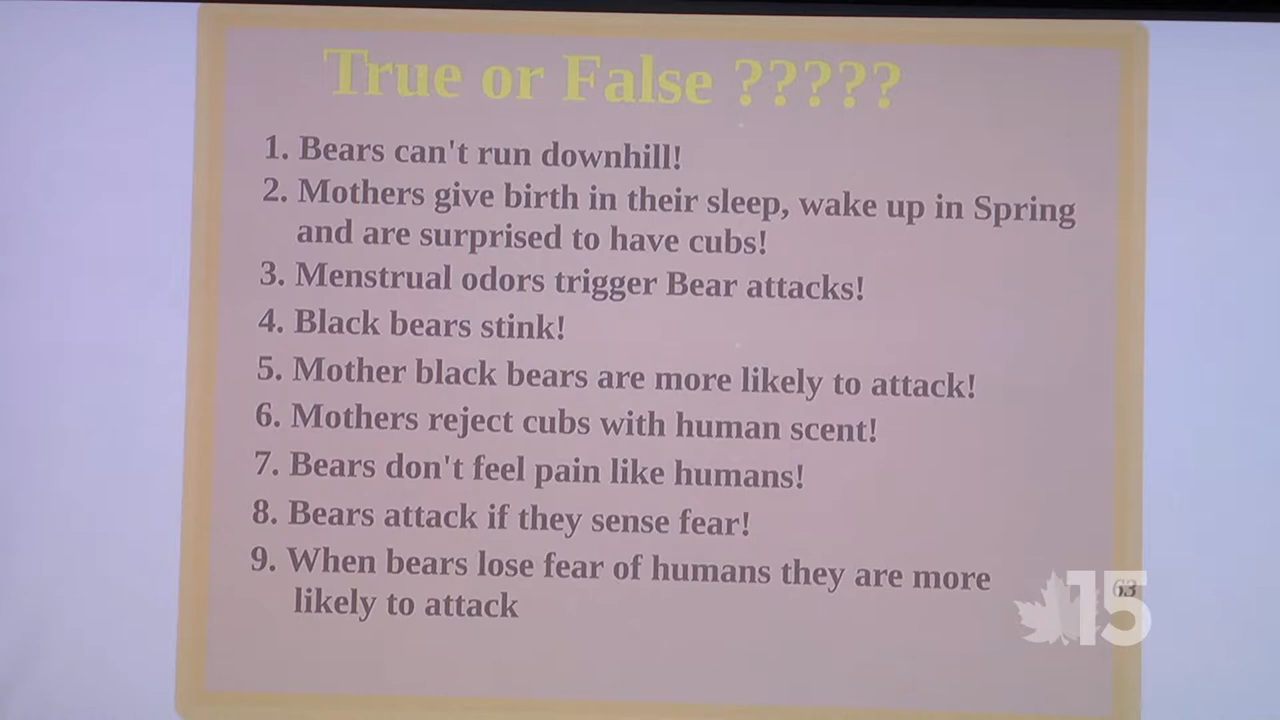 True or False ?????
1. Bears can't run downhill!
2. Mothers give birth in their sleep, wake up in Spring
and are surprised to have cubs!
3. Menstrual odors trigger Bear attacks!
4. Black bears stink!
5. Mother black bears are more likely to attack!
6. Mothers reject cubs with human scent!
7. Bears don't feel pain like humans!
8. Bears attack if they sense fear!
9. When bears lose fear of humans they are more
likely to attack
63
15